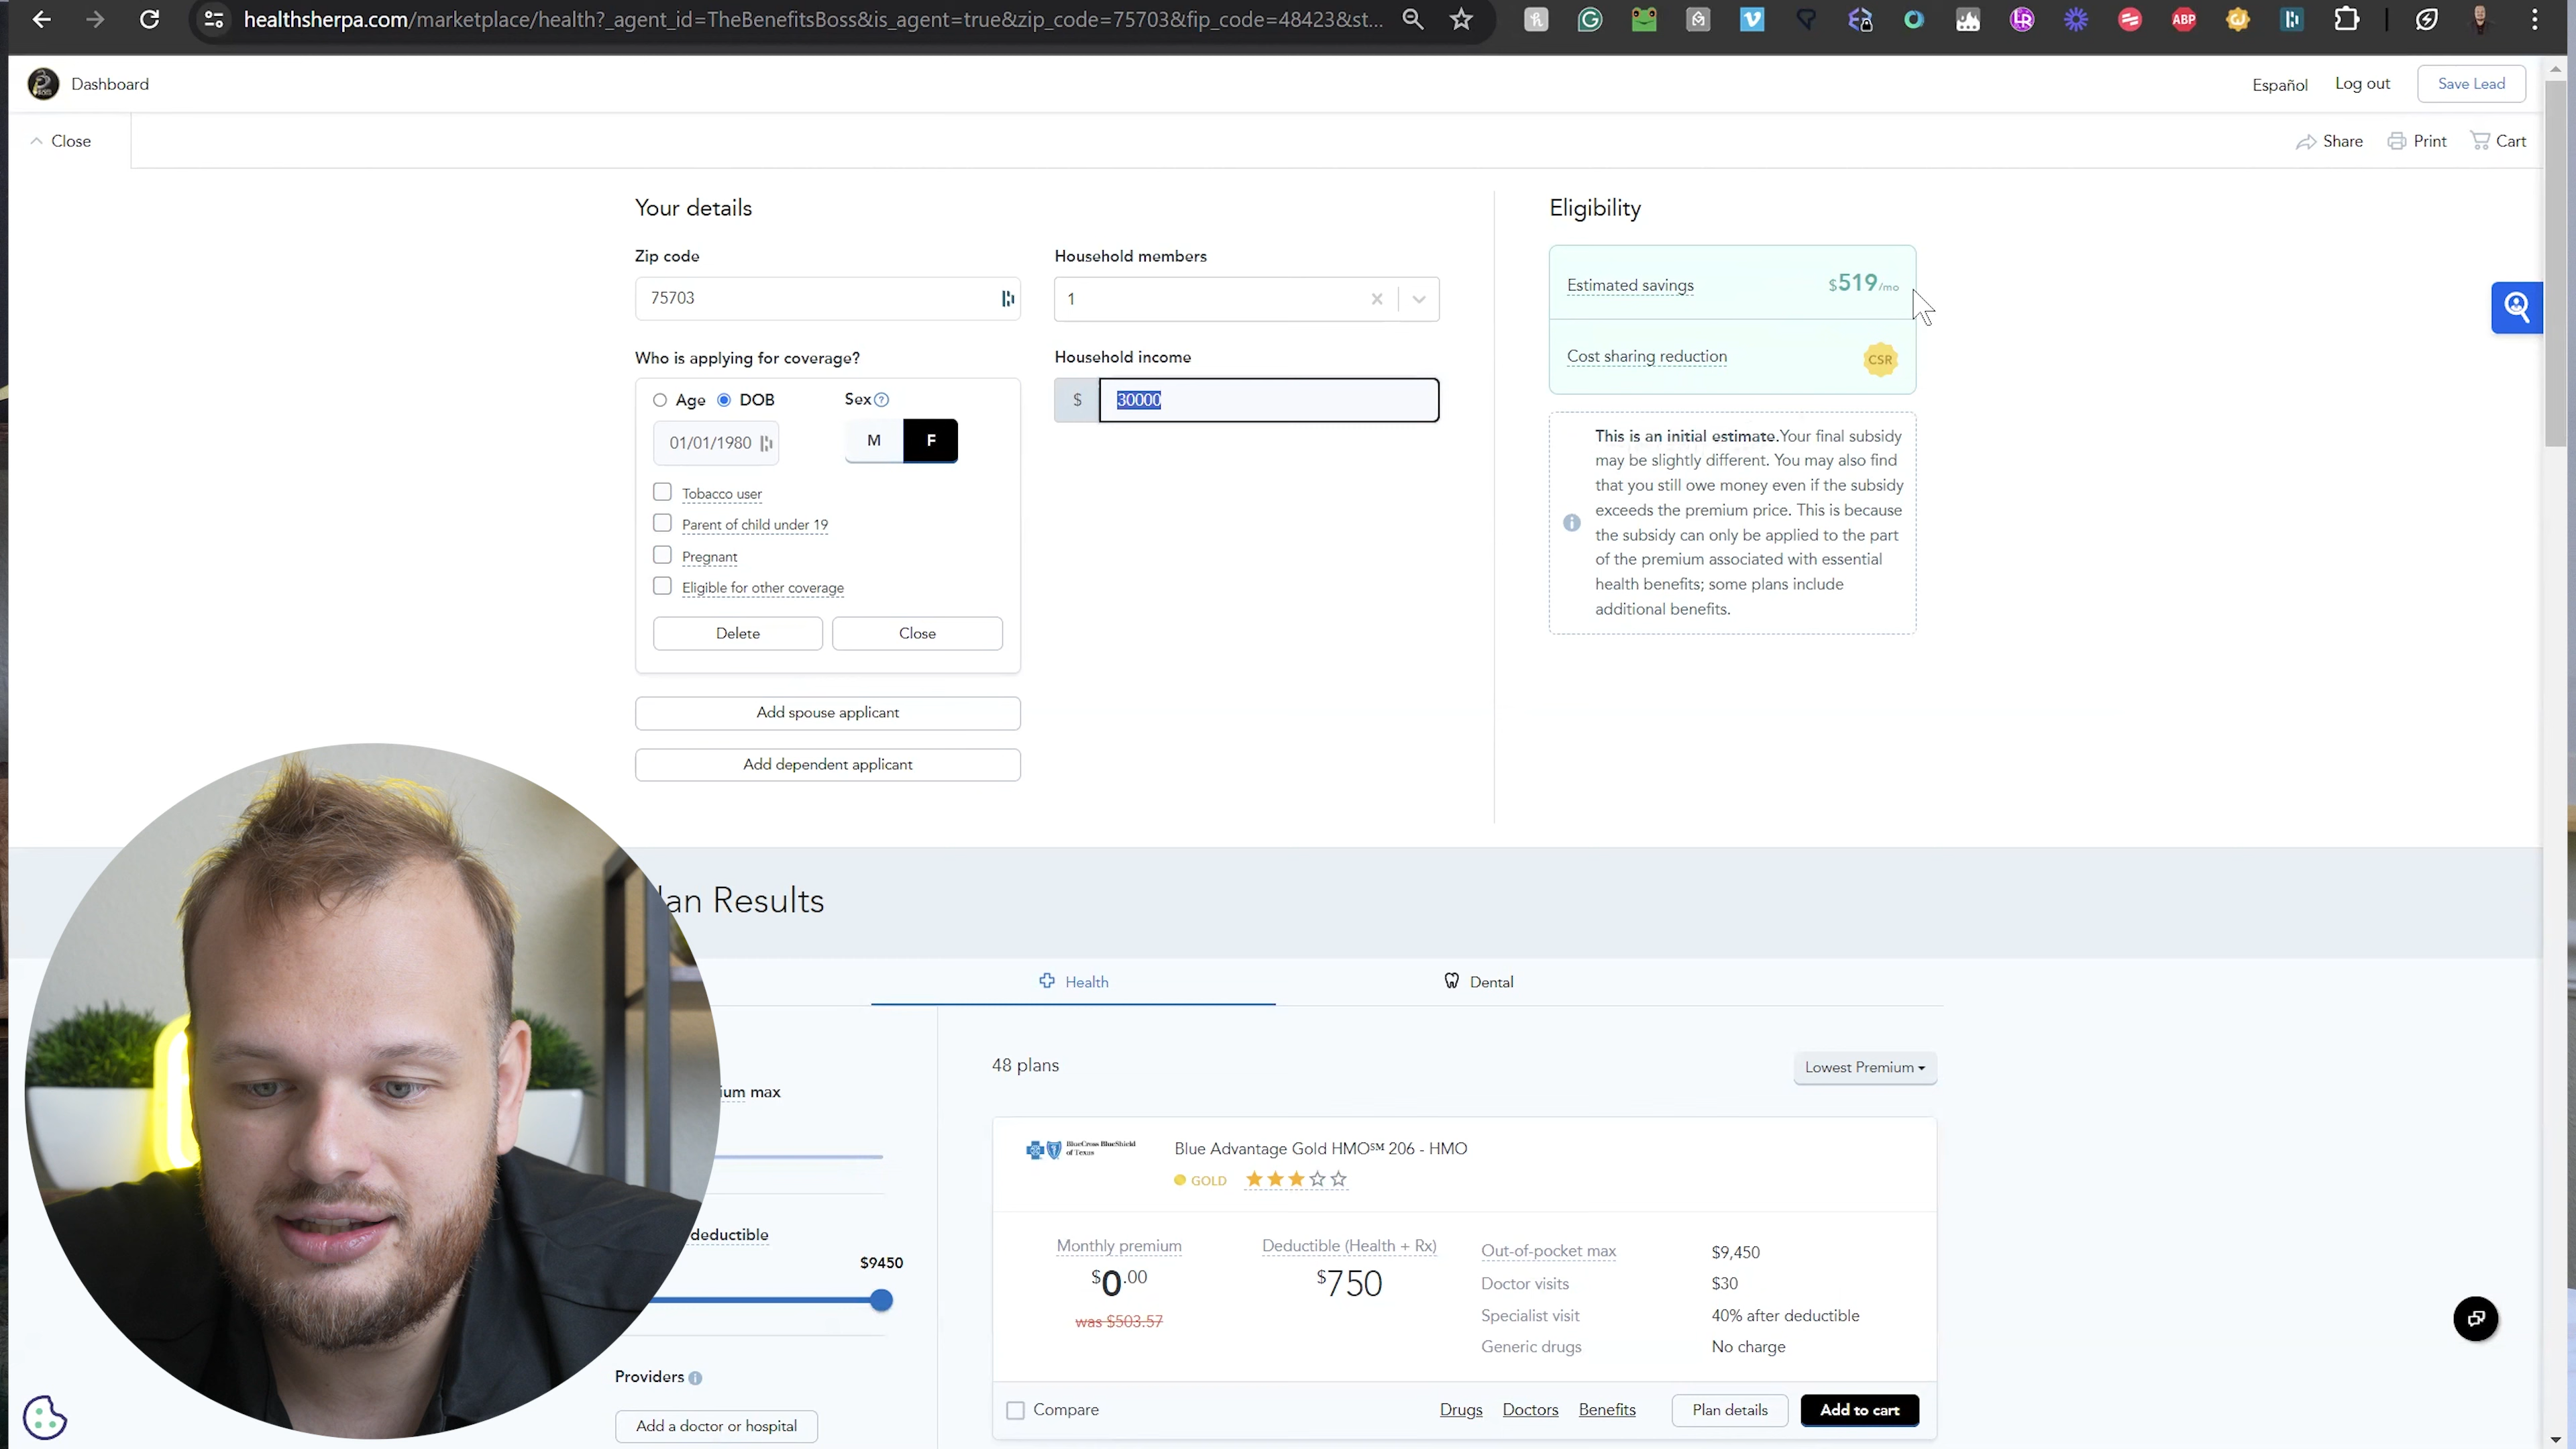 healthsherpa.com/marketplace/health?_agent_id=TheBenefitsBoss&is_agent=true&zip_code=75703&fip_code=48423&st...
Dashboard
Español
Log out
Save Lead
Close
Share
Print
Cart
Your details
Zip code
75703
Household members
1
Who is applying for coverage?
Age
DOB
Sex
01/01/1980
M
F
Tobacco user
Parent of child under 19
Pregnant
Eligible for other coverage
Delete
Close
Add spouse applicant
Add dependent applicant
Household income
$
30000
Eligibility
Estimated savings
$519/mo
Cost sharing reduction
CSR
This is an initial estimate.Your final subsidy
may be slightly different. You may also find
that you still owe money even if the subsidy
exceeds the premium price. This is because
the subsidy can only be applied to the part
of the premium associated with essential
health benefits; some plans include
additional benefits.
Results
Health
Dental
max
deductible
$9450
Providers
Add a doctor or hospital
48 plans
Lowest Premium
BlueCross BlueShield
of Texas
Blue Advantage Gold HMO℠ 206 - HMO
GOLD
Monthly premium
$0.00
was $503.57
Deductible (Health + Rx)
$750
Out-of-pocket max
$9,450
Doctor visits
$30
Specialist visit
40% after deductible
Generic drugs
No charge
Compare
Drugs
Doctors
Benefits
Plan details
Add to cart
ABP